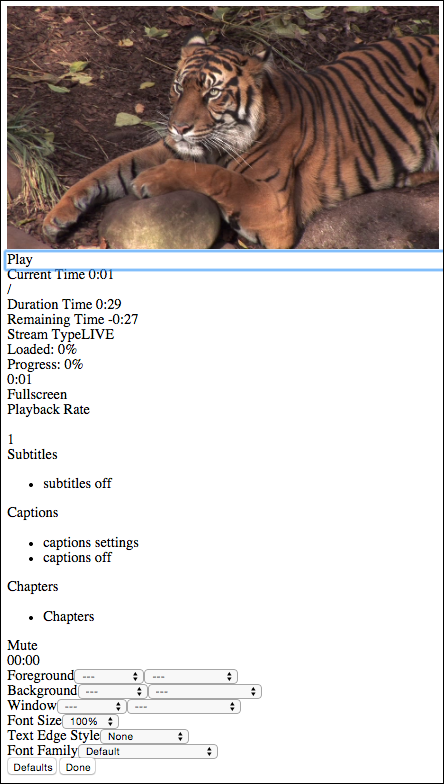 Play
Current Time 0:01
/
Duration Time 0:29
Remaining Time -0:27
Stream TypeLIVE
Loaded: 0%
Progress: 0%
0:01
Fullscreen
Playback Rate
1
Subtitles
• subtitles off
Captions
• captions settings
• captions off
Chapters
• Chapters
Mute
00:00
Foreground --- ---
Background --- ---
Window --- ---
Font Size 100%
Text Edge Style None
Font Family Default
Defaults Done